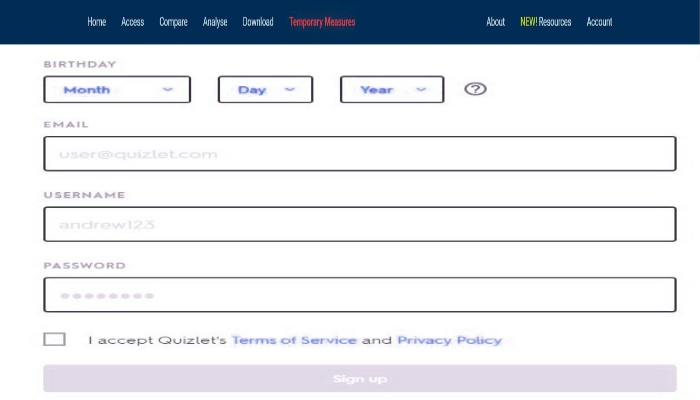 Home Access Compare Analyse Download Temporary Measures About NEW! Resources Account
BIRTHDAY
Month Day Year ?
EMAIL
user@quizlet.com
USERNAME
andrew123
PASSWORD
●●●●●●●●
I accept Quizlet's Terms of Service and Privacy Policy
Sign up